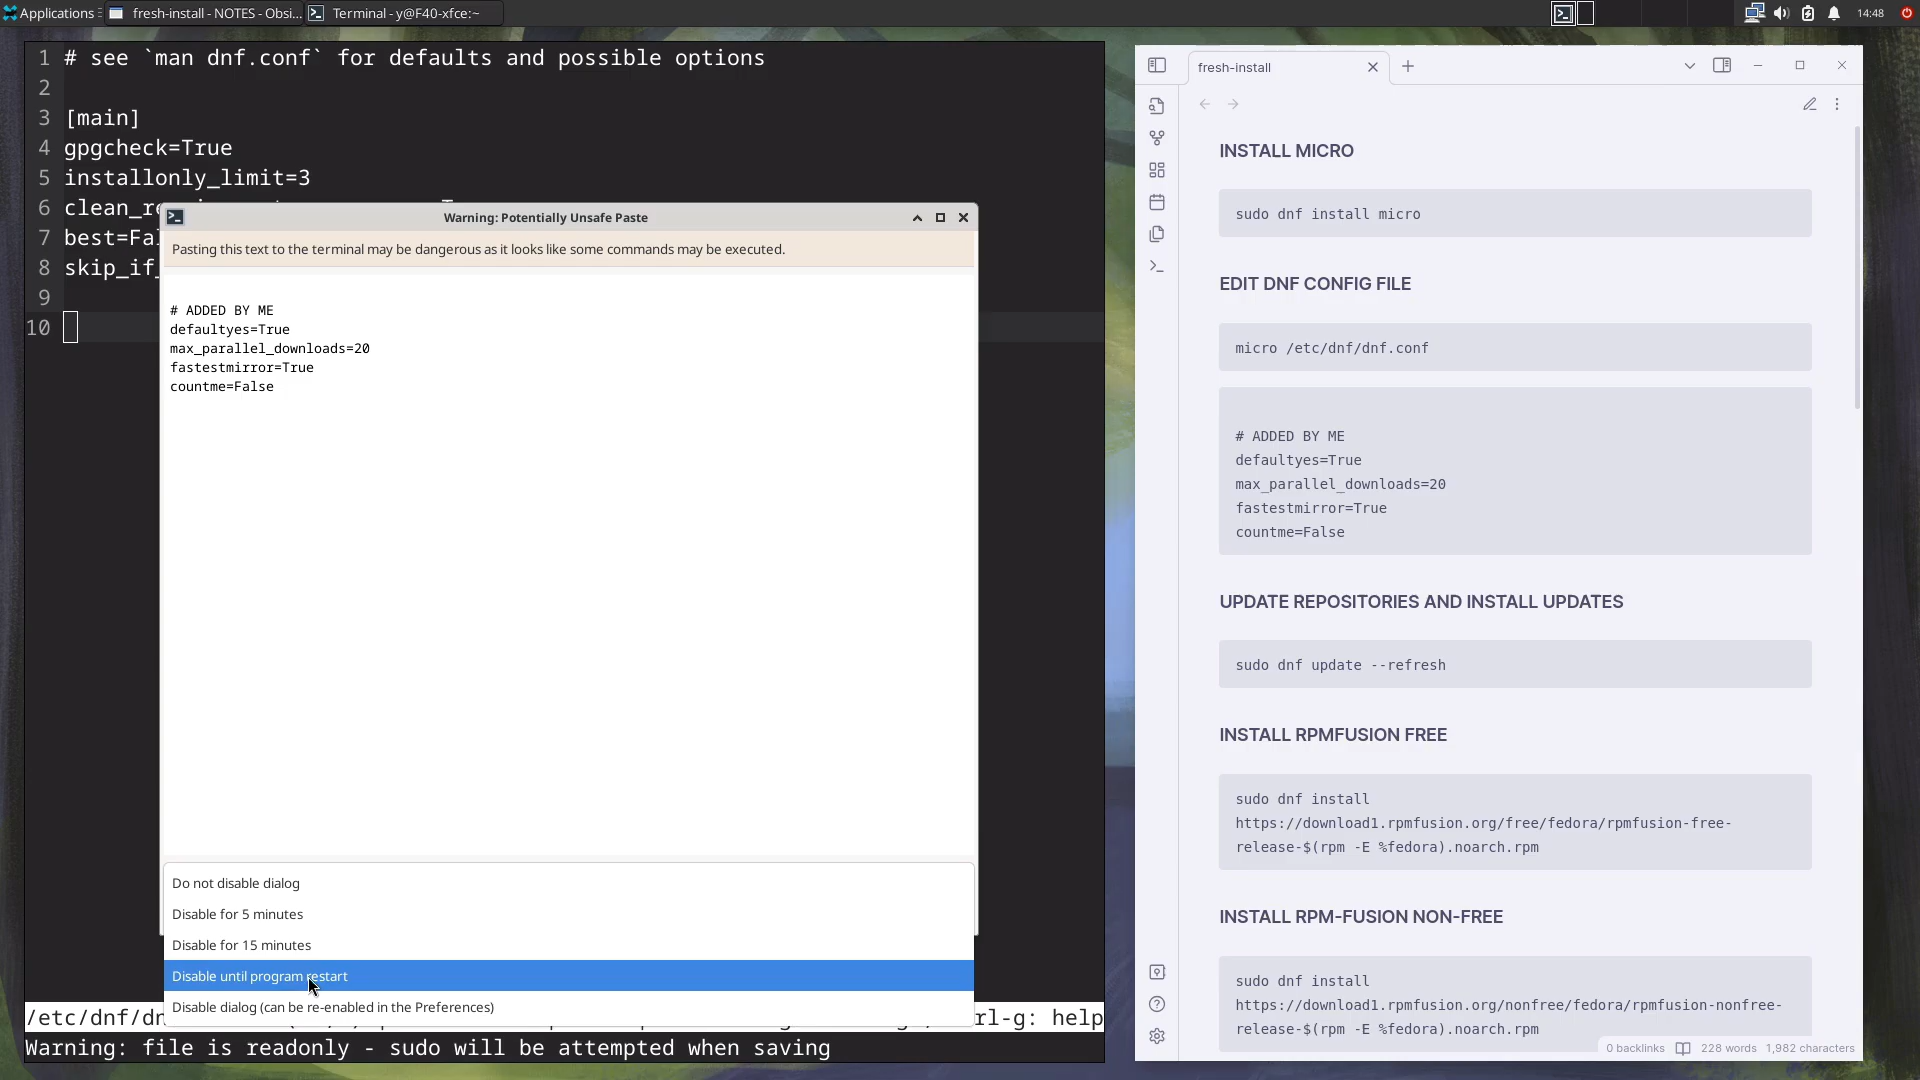 Applications
fresh-install - NOTES - Obsi...
Terminal - y@F40-xfce:~
14:48
1 # see `man dnf.conf` for defaults and possible options
2
3 [main]
4 gpgcheck=True
5 installonly_limit=3
6 clean_re
7 best=Fal
8 skip_if_
9
10
Warning: Potentially Unsafe Paste
Pasting this text to the terminal may be dangerous as it looks like some commands may be executed.
# ADDED BY ME
defaultyes=True
max_parallel_downloads=20
fastestmirror=True
countme=False
Do not disable dialog
Disable for 5 minutes
Disable for 15 minutes
Disable until program restart
Disable dialog (can be re-enabled in the Preferences)
/etc/dnf/dn
rl-g: help
Warning: file is readonly - sudo will be attempted when saving
fresh-install
INSTALL MICRO
sudo dnf install micro
EDIT DNF CONFIG FILE
micro /etc/dnf/dnf.conf
# ADDED BY ME
defaultyes=True
max_parallel_downloads=20
fastestmirror=True
countme=False
UPDATE REPOSITORIES AND INSTALL UPDATES
sudo dnf update --refresh
INSTALL RPMFUSION FREE
sudo dnf install
https://download1.rpmfusion.org/free/fedora/rpmfusion-free-
release-$(rpm -E %fedora).noarch.rpm
INSTALL RPM-FUSION NON-FREE
sudo dnf install
https://download1.rpmfusion.org/nonfree/fedora/rpmfusion-nonfree-
release-$(rpm -E %fedora).noarch.rpm
0 backlinks
228 words
1,982 characters